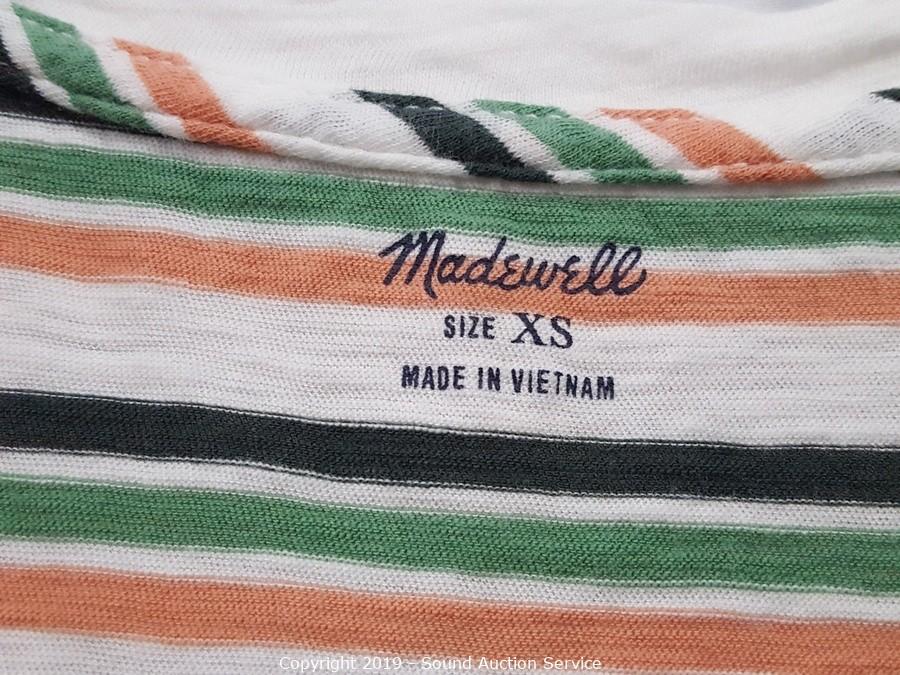 Madewell
SIZE XS
MADE IN VIETNAM
Copyright 2019 - Sound Auction Service